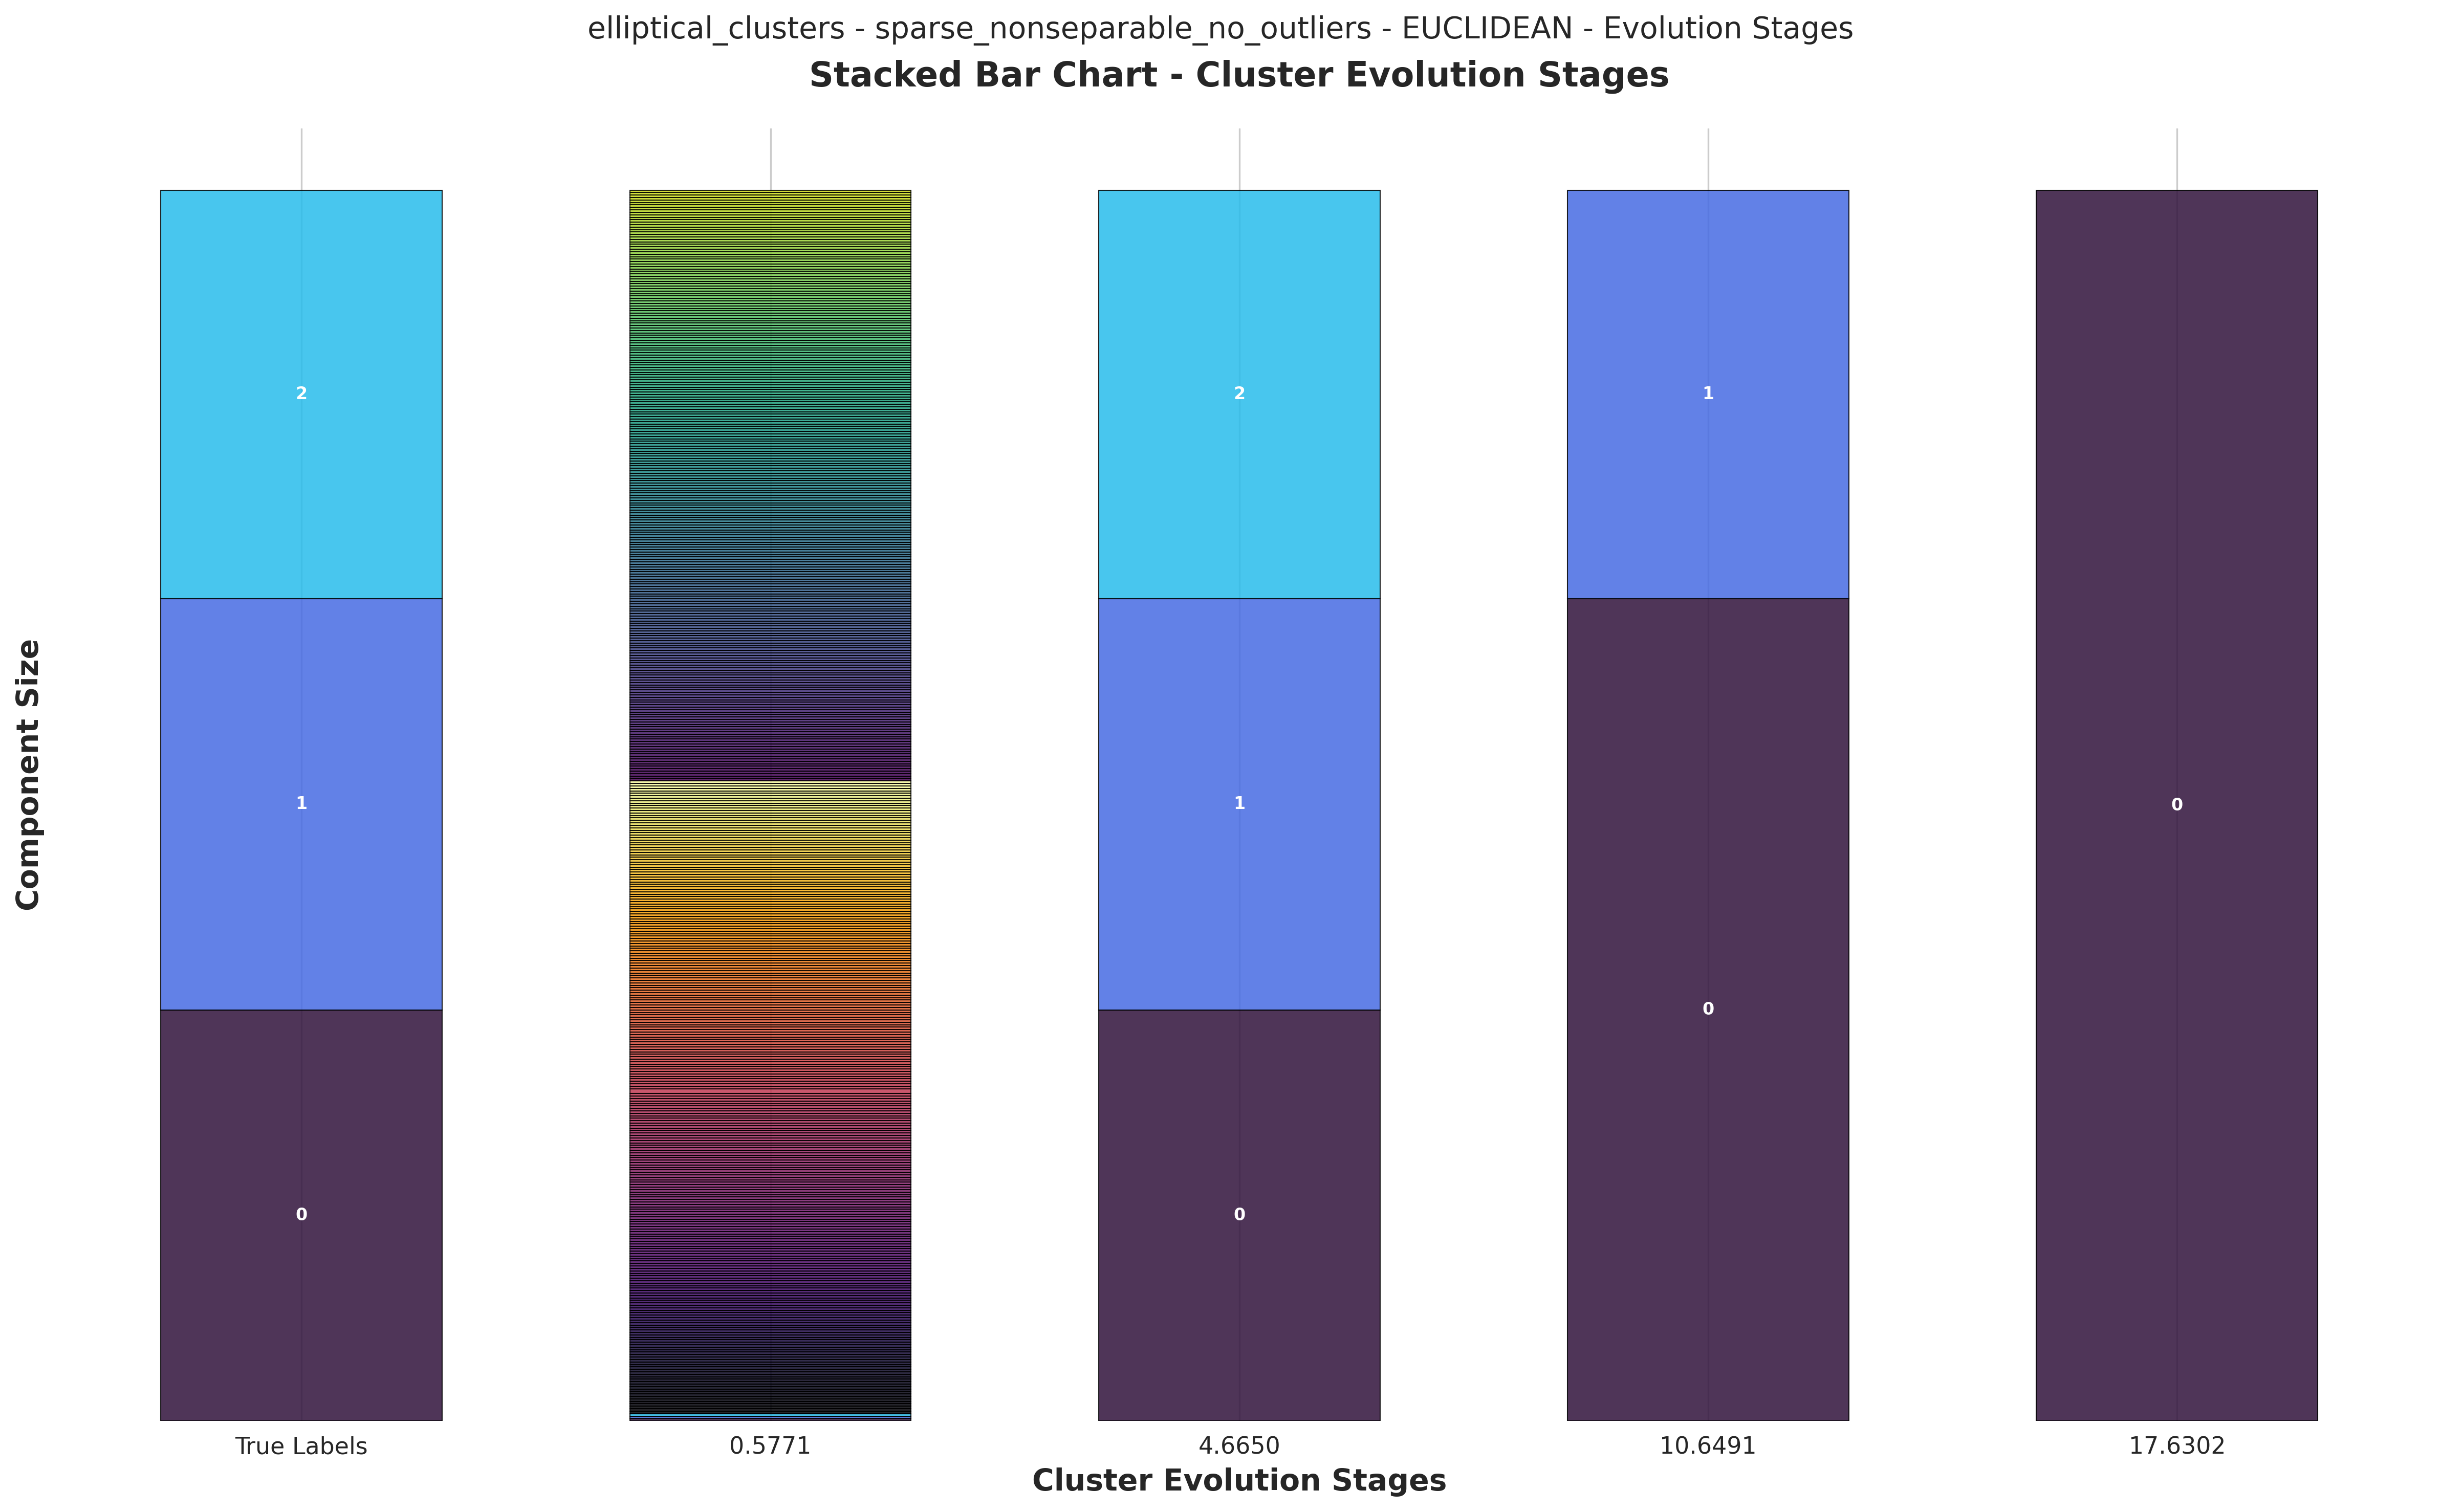 elliptical_clusters - sparse_nonseparable_no_outliers - EUCLIDEAN - Evolution Stages
Stacked Bar Chart - Cluster Evolution Stages
Component Size
2
1
0
2
1
0
1
0
0
True Labels
0.5771
4.6650
10.6491
17.6302
Cluster Evolution Stages